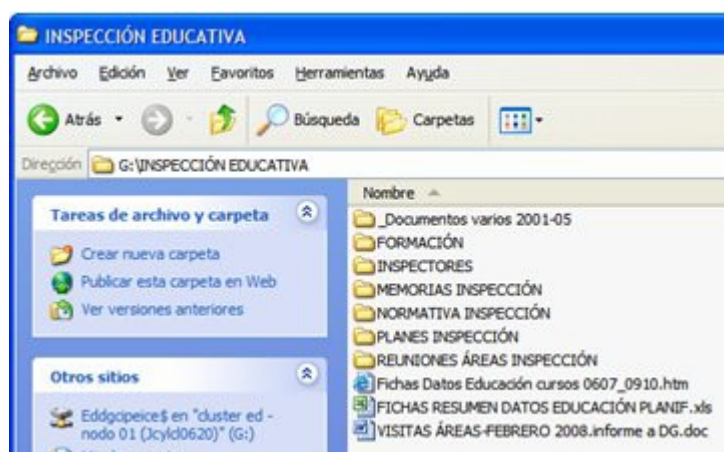 INSPECCIÓN EDUCATIVA
Archivo Edición Ver Favoritos Herramientas Ayuda
Atrás Búsqueda Carpetas
Dirección G:\INSPECCIÓN EDUCATIVA
Nombre
Tareas de archivo y carpeta
Crear nueva carpeta
Publicar esta carpeta en Web
Ver versiones anteriores
Otros sitios
Eddgcipeice$ en "cluster ed -
nodo 01 (Jcyld0620)" (G:)
_Documentos varios 2001-05
FORMACIÓN
INSPECTORES
MEMORIAS INSPECCIÓN
NORMATIVA INSPECCIÓN
PLANES INSPECCIÓN
REUNIONES ÁREAS INSPECCIÓN
Fichas Datos Educación cursos 0607_0910.htm
FICHAS RESUMEN DATOS EDUCACIÓN PLANIF.xls
VISITAS ÁREAS-FEBRERO 2008.informe a DG.doc